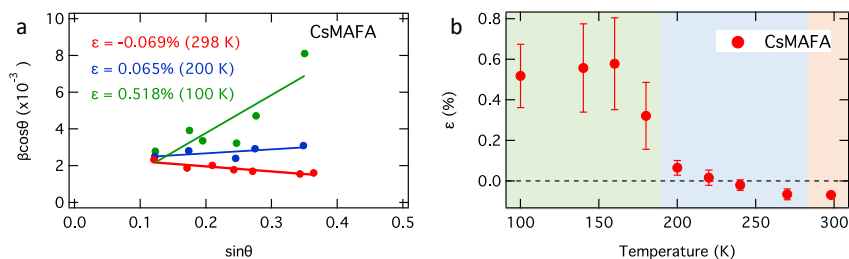 a
CsMAFA
ε = -0.069% (298 K)
ε = 0.065% (200 K)
ε = 0.518% (100 K)
βcosθ (x10⁻³)
10
8
6
4
2
0
0.0 0.1 0.2 0.3 0.4 0.5
sinθ
b
CsMAFA
ε (%)
0.8
0.6
0.4
0.2
0.0
100 150 200 250 300
Temperature (K)